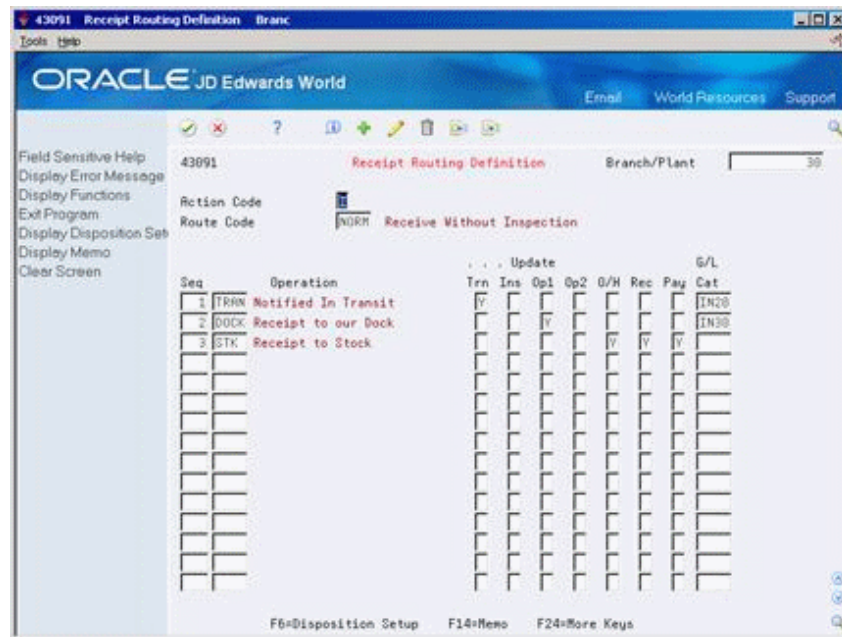 43091 Receipt Routing Definition Branc
Tools Help
ORACLE JD Edwards World
Email World Resources Support
Field Sensitive Help
Display Error Message
Display Functions
Exit Program
Display Disposition Set
Display Memo
Clear Screen
43091 Receipt Routing Definition Branch/Plant 30
Action Code I
Route Code NORM Receive Without Inspection
. . . Update G/L
Seq Operation Trn Ins Op1 Op2 O/H Rec Pay Cat
1 TRAN Notified In Transit Y IN20
2 DOCK Receipt to our Dock Y IN30
3 STK Receipt to Stock Y Y Y
F6=Disposition Setup F14=Memo F24=More Keys